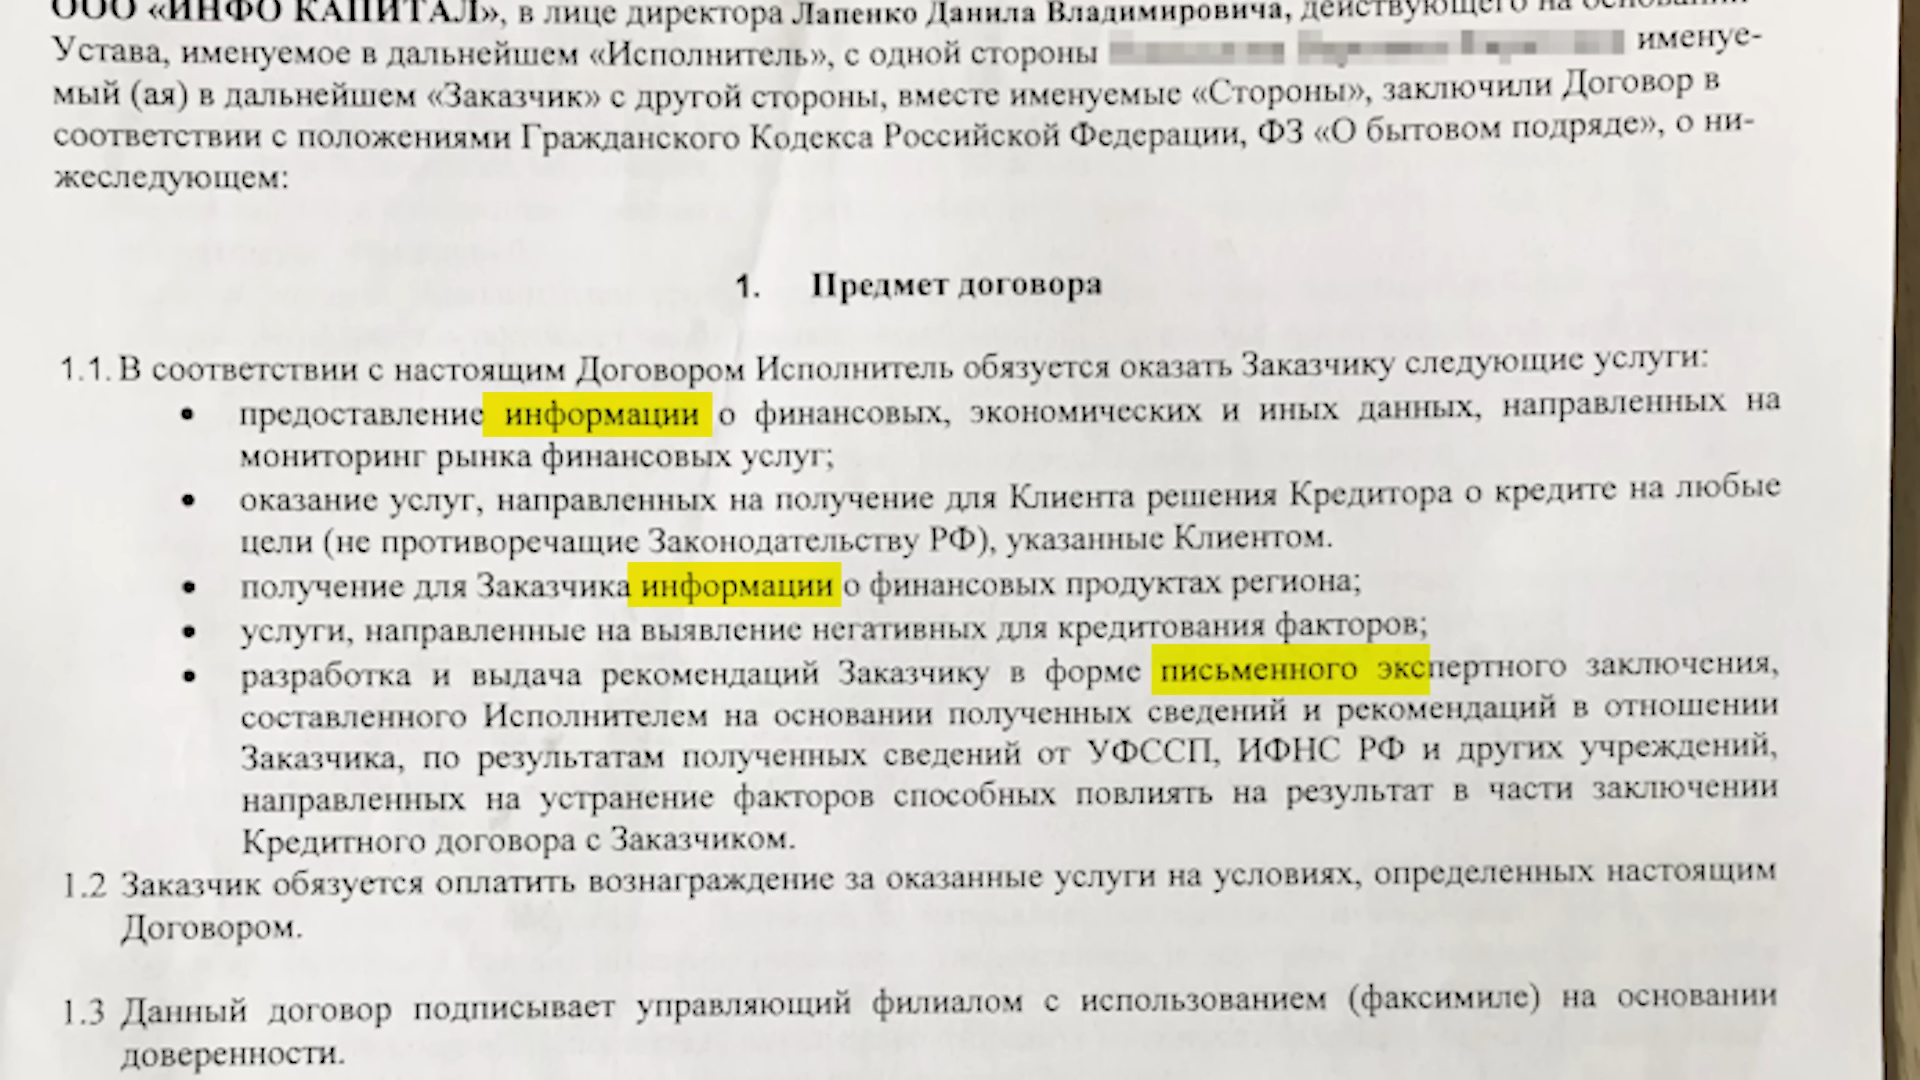 ООО «ИНФО КАПИТАЛ», в лице директора Лапенко Данила Владимировича, действующего на основании
Устава, именуемое в дальнейшем «Исполнитель», с одной стороны именуе-
мый (ая) в дальнейшем «Заказчик» с другой стороны, вместе именуемые «Стороны», заключили Договор в
соответствии с положениями Гражданского Кодекса Российской Федерации, ФЗ «О бытовом подряде», о ни-
жеследующем:
1. Предмет договора
1.1. В соответствии с настоящим Договором Исполнитель обязуется оказать Заказчику следующие услуги:
• предоставление информации о финансовых, экономических и иных данных, направленных на
мониторинг рынка финансовых услуг;
• оказание услуг, направленных на получение для Клиента решения Кредитора о кредите на любые
цели (не противоречащие Законодательству РФ), указанные Клиентом.
• получение для Заказчика информации о финансовых продуктах региона;
• услуги, направленные на выявление негативных для кредитования факторов;
• разработка и выдача рекомендаций Заказчику в форме письменного экспертного заключения,
составленного Исполнителем на основании полученных сведений и рекомендаций в отношении
Заказчика, по результатам полученных сведений от УФССП, ИФНС РФ и других учреждений,
направленных на устранение факторов способных повлиять на результат в части заключении
Кредитного договора с Заказчиком.
1.2 Заказчик обязуется оплатить вознаграждение за оказанные услуги на условиях, определенных настоящим
Договором.
1.3 Данный договор подписывает управляющий филиалом с использованием (факсимиле) на основании
доверенности.